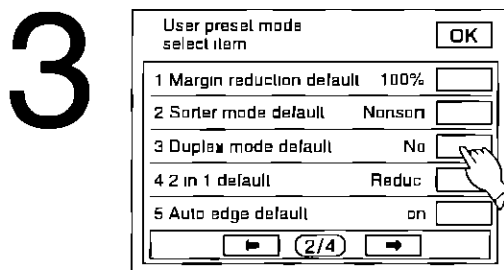 3
User preset mode
select item
OK
1 Margin reduction default 100%
2 Sorter mode default Nonsort
3 Duplex mode default No
4 2 in 1 default Reduc
5 Auto edge default on
2/4